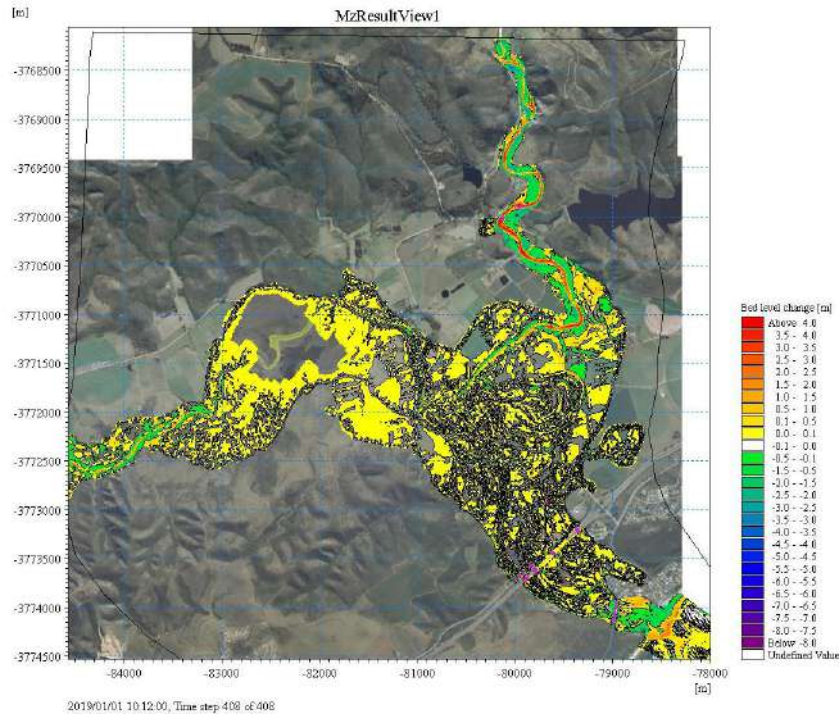 [m]
MzResultView1
-3768500
-3769000
-3769500
-3770000
-3770500
-3771000
-3771500
-3772000
-3772500
-3773000
-3773500
-3774000
-3774500
-84000 -83000 -82000 -81000 -80000 -79000 -78000
[m]
Bed level change [m]
Above 4.0
3.5 - 4.0
3.0 - 3.5
2.5 - 3.0
2.0 - 2.5
1.5 - 2.0
1.0 - 1.5
0.5 - 1.0
0.1 - 0.5
0.0 - 0.1
-0.1 - 0.0
-0.5 - -0.1
-1.5 - -0.5
-2.0 - -1.5
-2.5 - -2.0
-3.0 - -2.5
-3.5 - -3.0
-4.0 - -3.5
-4.5 - -4.0
-5.0 - -4.5
-5.5 - -5.0
-6.0 - -5.5
-6.5 - -6.0
-7.0 - -6.5
-7.5 - -7.0
-8.0 - -7.5
Below -8.0
Undefined Value
2019/01/01 10:12:00, Time step 408 of 408